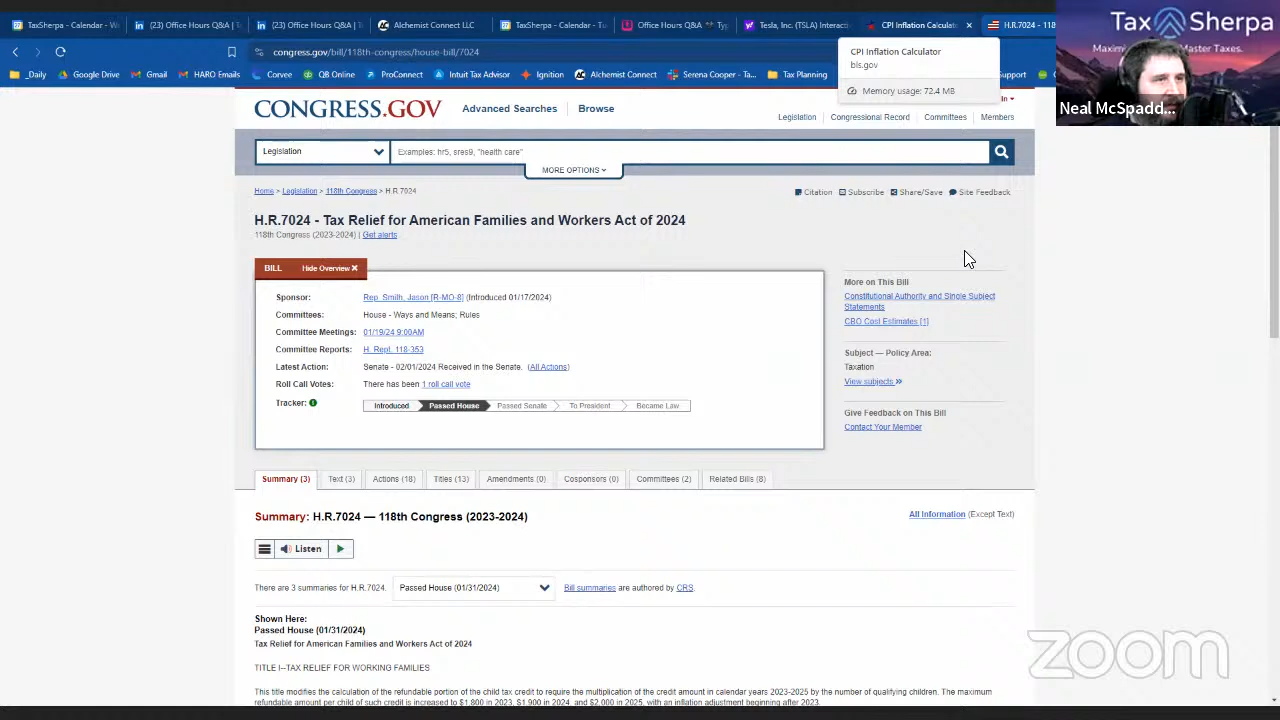 TaxSherpa - Calendar - W
(23) Office Hours Q&A | T
(23) Office Hours Q&A | T
Alchemist Connect LLC
TaxSherpa - Calendar - Tu
Office Hours Q&A
Tesla, Inc. (TSLA) Interac
CPI Inflation Calculato
H.R.7024 - 118
congress.gov/bill/118th-congress/house-bill/7024
CPI Inflation Calculator
bls.gov
Memory usage: 72.4 MB
_Daily
Google Drive
Gmail
HARO Emails
Corvee
QB Online
ProConnect
Intuit Tax Advisor
Ignition
Alchemist Connect
Serena Cooper - Ta...
Tax Planning
upport
Tax Sherpa
Neal McSpadd...
CONGRESS.GOV
Advanced Searches
Browse
In
Legislation
Congressional Record
Committees
Members
Legislation
Examples: hr5, sres9, "health care"
MORE OPTIONS
Home > Legislation > 118th Congress > H.R.7024
Citation
Subscribe
Share/Save
Site Feedback
H.R.7024 - Tax Relief for American Families and Workers Act of 2024
118th Congress (2023-2024) | Get alerts
BILL
Hide Overview
Sponsor: Rep. Smith, Jason [R-MO-8] (Introduced 01/17/2024)
Committees: House - Ways and Means; Rules
Committee Meetings: 01/19/24 9:00AM
Committee Reports: H. Rept. 118-353
Latest Action: Senate - 02/01/2024 Received in the Senate. (All Actions)
Roll Call Votes: There has been 1 roll call vote
Tracker: Introduced Passed House Passed Senate To President Became Law
More on This Bill
Constitutional Authority and Single Subject
Statements
CBO Cost Estimates [1]
Subject — Policy Area:
Taxation
View subjects
Give Feedback on This Bill
Contact Your Member
Summary (3)
Text (3)
Actions (18)
Titles (13)
Amendments (0)
Cosponsors (0)
Committees (2)
Related Bills (8)
Summary: H.R.7024 — 118th Congress (2023-2024)
All Information (Except Text)
Listen
There are 3 summaries for H.R.7024. Passed House (01/31/2024) Bill summaries are authored by CRS.
Shown Here:
Passed House (01/31/2024)
Tax Relief for American Families and Workers Act of 2024
TITLE I--TAX RELIEF FOR WORKING FAMILIES
This title modifies the calculation of the refundable portion of the child tax credit to require the multiplication of the credit amount in calendar years 2023-2025 by the number of qualifying children. The maximum
refundable amount per child of such credit is increased to $1,800 in 2023, $1,900 in 2024, and $2,000 in 2025, with an inflation adjustment beginning after 2023.
zoom